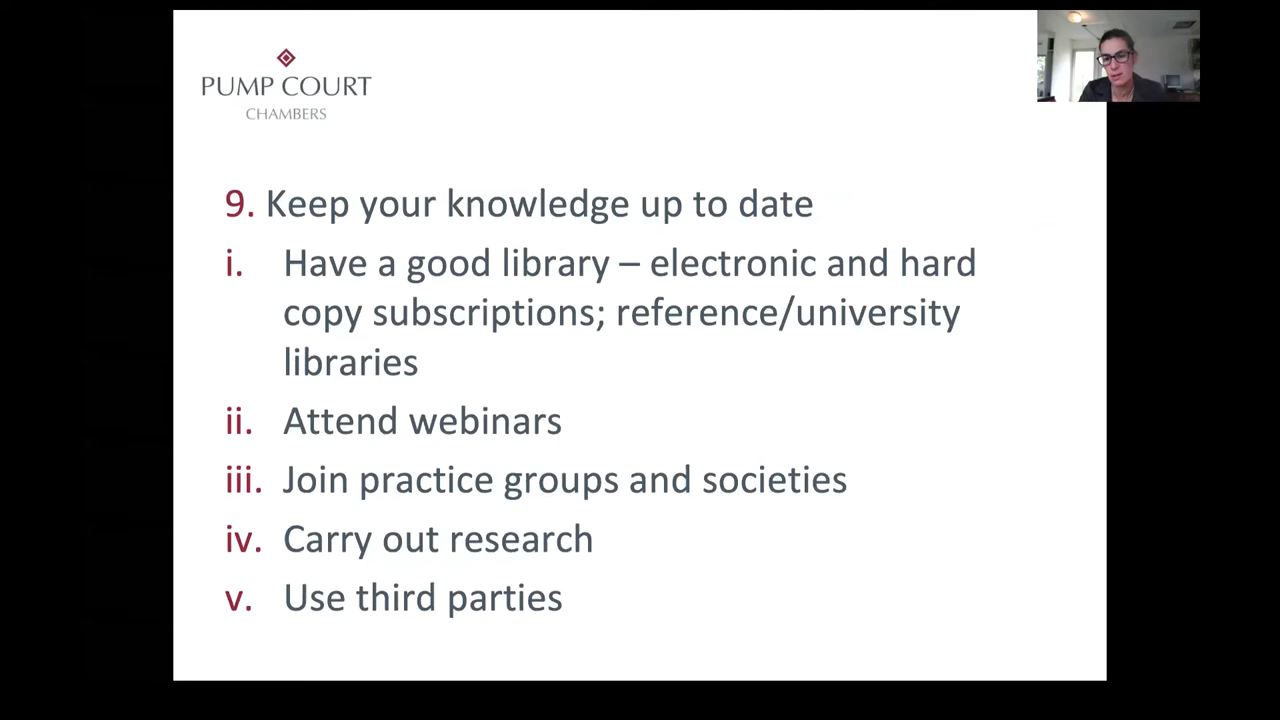 PUMP COURT
CHAMBERS
9. Keep your knowledge up to date
i. Have a good library – electronic and hard
copy subscriptions; reference/university
libraries
ii. Attend webinars
iii. Join practice groups and societies
iv. Carry out research
v. Use third parties